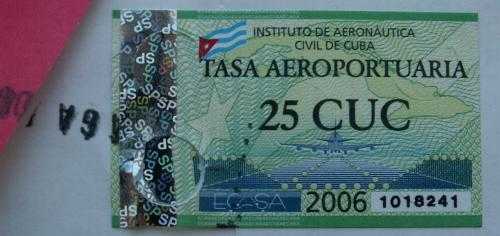 INSTITUTO DE AERONÁUTICA
CIVIL DE CUBA
TASA AEROPORTUARIA
25 CUC
ECASA
2006
1018241